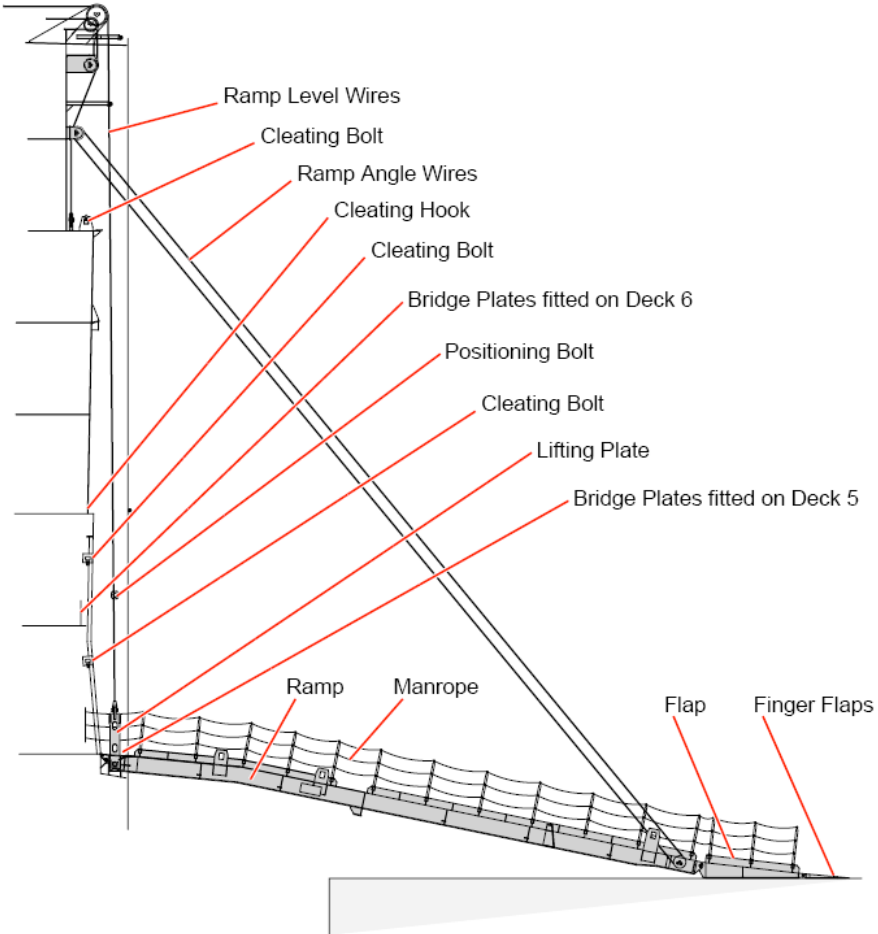 Ramp Level Wires
Cleating Bolt
Ramp Angle Wires
Cleating Hook
Cleating Bolt
Bridge Plates fitted on Deck 6
Positioning Bolt
Cleating Bolt
Lifting Plate
Bridge Plates fitted on Deck 5
Ramp
Manrope
Flap
Finger Flaps